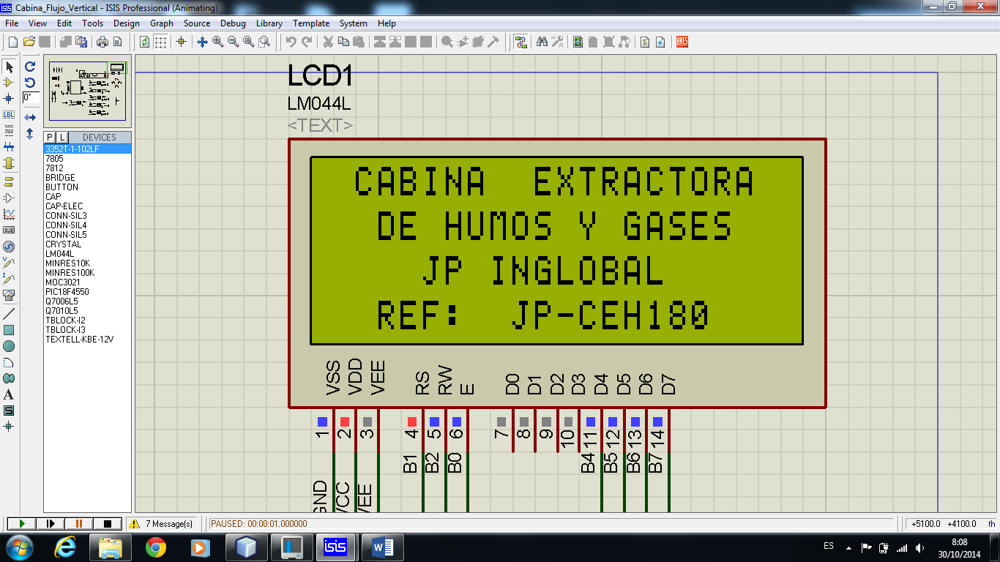 Cabina_Flujo_Vertical - ISIS Professional (Animating)
File View Edit Tools Design Graph Source Debug Library Template System Help
LCD1
LM044L
<TEXT>
CABINA EXTRACTORA
DE HUMOS Y GASES
JP INGLOBAL
REF: JP-CEH180
VSS VDD VEE RS RW E D0 D1 D2 D3 D4 D5 D6 D7
1 2 3 4 5 6 7 8 9 10 11 12 13 14
B1 B2 B0 B4 B5 B6 B7
GND VCC VEE
0°
LBL
A
S
ARES
P L DEVICES
3352T-1-102LF
7805
7812
BRIDGE
BUTTON
CAP
CAP-ELEC
CONN-SIL3
CONN-SIL4
CONN-SIL5
CRYSTAL
LM044L
MINRES10K
MINRES100K
MOC3021
PIC18F4550
Q7006L5
Q7010L5
TBLOCK-I2
TBLOCK-I3
TEXTELL-KBE-12V
7 Message(s) PAUSED: 00:00:01.000000 +5100.0 +4100.0 th
isis
ES
8:08
30/10/2014